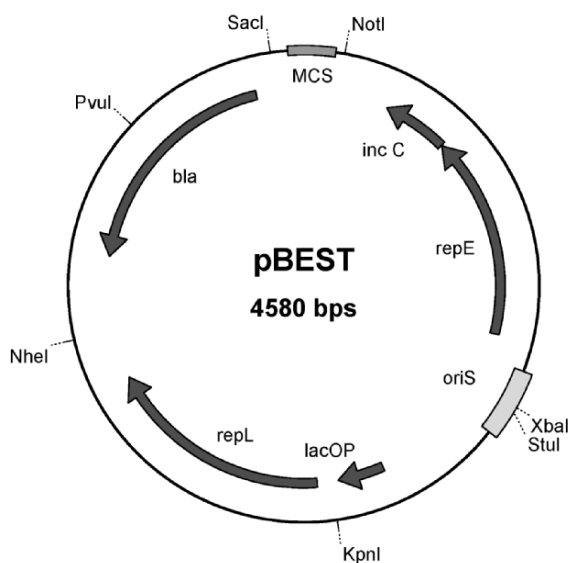 SacI
NotI
MCS
PvuI
inc C
bla
repE
pBEST
4580 bps
NheI
oriS
XbaI
StuI
repL
lacOP
KpnI